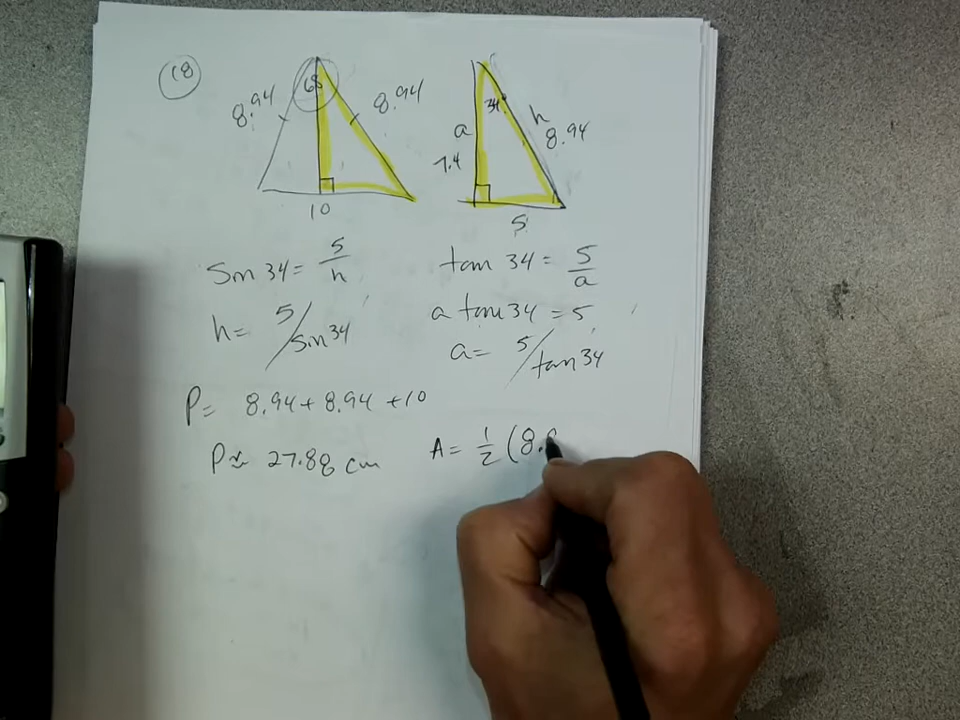 18
68
8.94
8.94
10
34°
a
h
8.94
7.4
5
Sin 34 = 5/h
h = 5/Sin 34
tan 34 = 5/a
a tan 34 = 5
a = 5/tan 34
P = 8.94 + 8.94 + 10
P ≈ 27.88 cm
A = 1/2 (8.